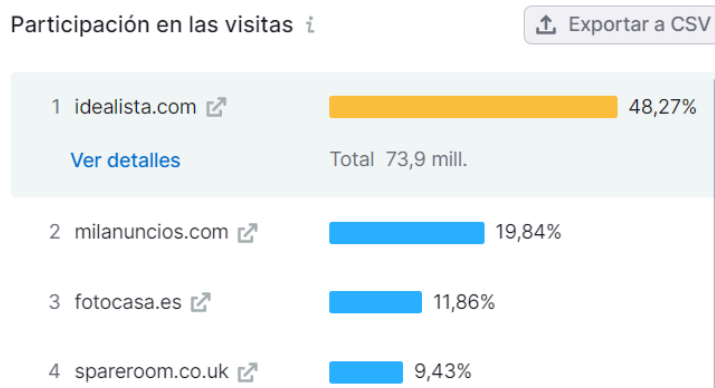 Participación en las visitas i
Exportar a CSV
1 idealista.com 48,27%
Ver detalles Total 73,9 mill.
2 milanuncios.com 19,84%
3 fotocasa.es 11,86%
4 spareroom.co.uk 9,43%